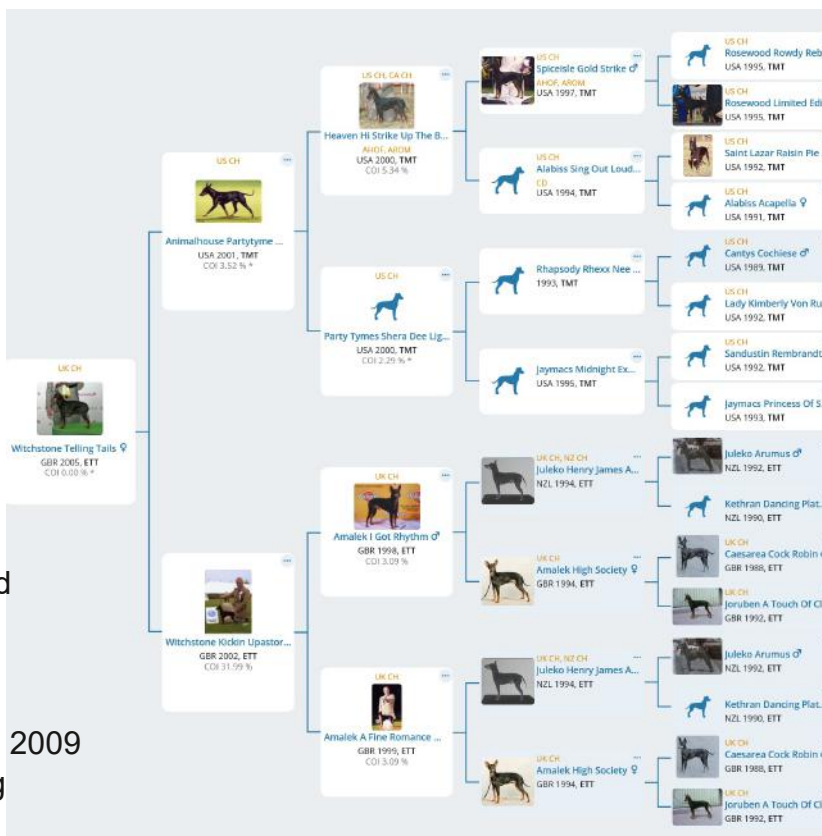 UK CH
Witchstone Telling Tails ♀
GBR 2005, ETT
COI 0.00 % *
US CH
Animalhouse Partytyme ...
USA 2001, TMT
COI 3.52 % *
UK CH
Witchstone Kickin Upastor...
GBR 2002, ETT
COI 31.99 %
US CH, CA CH
Heaven Hi Strike Up The B...
AHOF, AROM
USA 2000, TMT
COI 5.34 %
US CH
Party Tymes Shera Dee Lig...
USA 2000, TMT
COI 2.29 % *
UK CH
Amalek I Got Rhythm ♂
GBR 1998, ETT
COI 3.09 %
UK CH
Amalek A Fine Romance ...
GBR 1999, ETT
COI 3.09 %
US CH
Spiceisle Gold Strike ♂
AHOF, AROM
USA 1997, TMT
US CH
Alabiss Sing Out Loud...
CD
USA 1994, TMT
Rhapsody Rhexx Nee ...
1993, TMT
Jaymacs Midnight Ex...
USA 1995, TMT
UK CH, NZ CH
Juleko Henry James A...
NZL 1994, ETT
UK CH
Amalek High Society ♀
GBR 1994, ETT
UK CH, NZ CH
Juleko Henry James A...
NZL 1994, ETT
UK CH
Amalek High Society ♀
GBR 1994, ETT
US CH
Rosewood Rowdy Reb
USA 1995, TMT
US CH
Rosewood Limited Edi
USA 1995, TMT
US CH
Saint Lazar Raisin Pie
USA 1992, TMT
US CH
Alabiss Acapella ♀
USA 1991, TMT
US CH
Cantys Cochiese ♂
USA 1989, TMT
US CH
Lady Kimberly Von Ru
USA 1992, TMT
US CH
Sandustin Rembrandt
USA 1992, TMT
Jaymacs Princess Of S
USA 1993, TMT
Juleko Arumus ♂
NZL 1992, ETT
Kethran Dancing Plat.
NZL 1990, ETT
UK CH
Caesarea Cock Robin
GBR 1988, ETT
UK CH
Joruben A Touch Of Cl
GBR 1992, ETT
Juleko Arumus ♂
NZL 1992, ETT
Kethran Dancing Plat.
NZL 1990, ETT
UK CH
Caesarea Cock Robin
GBR 1988, ETT
UK CH
Joruben A Touch Of Cl
GBR 1992, ETT
d
2009
g